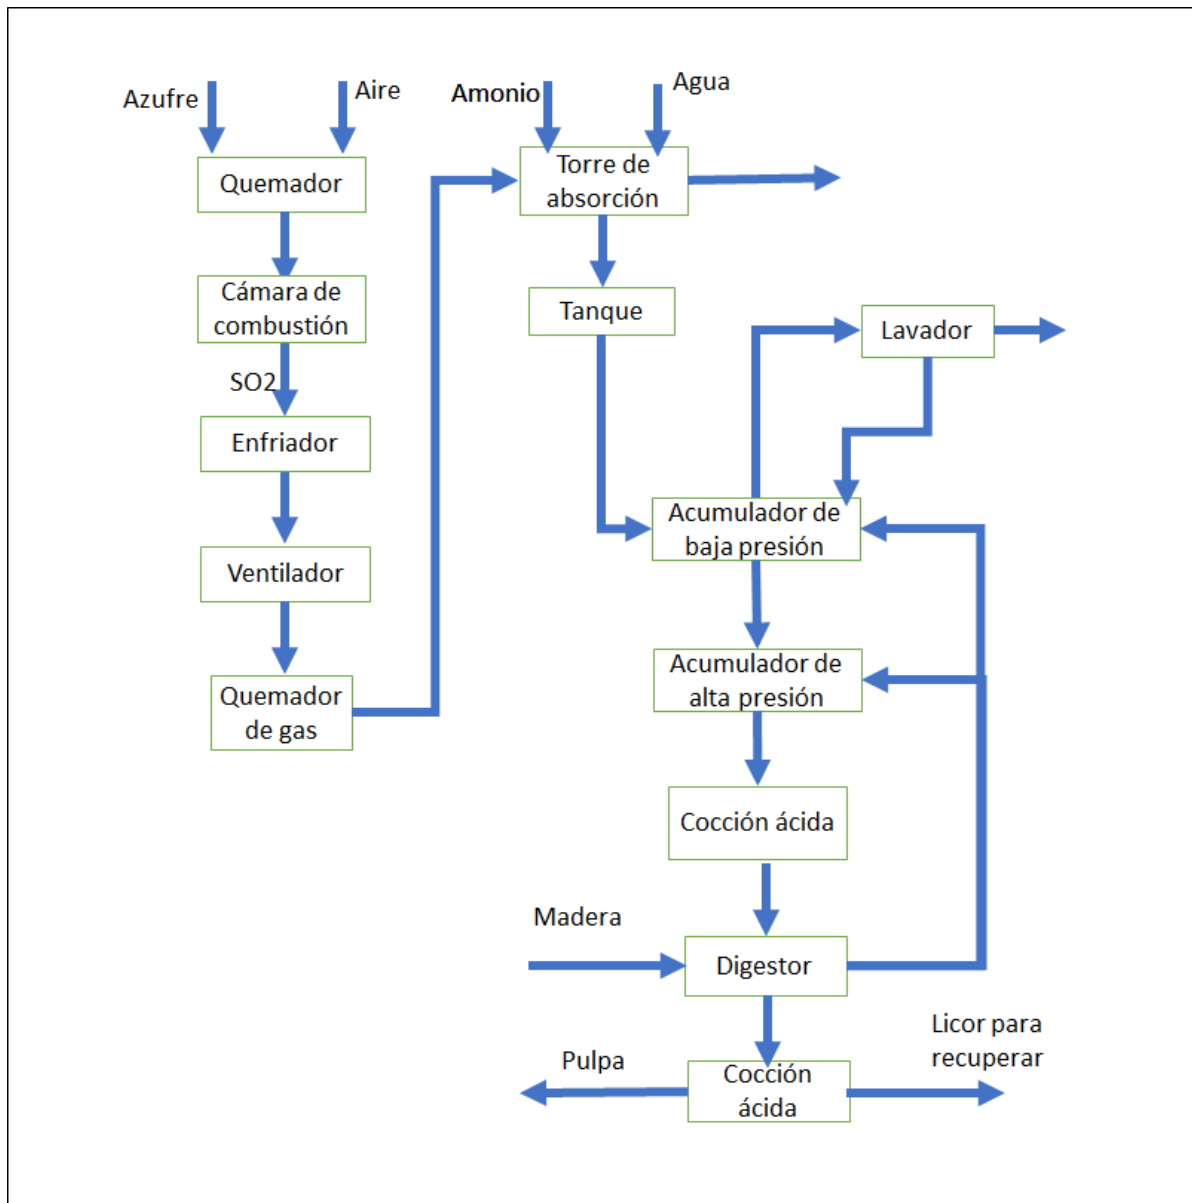 Azufre
Aire
Amonio
Agua
Quemador
Torre de
absorción
Cámara de
combustión
Tanque
Lavador
SO2
Enfriador
Acumulador de
baja presión
Ventilador
Acumulador de
alta presión
Quemador
de gas
Cocción ácida
Madera
Digestor
Licor para
recuperar
Pulpa
Cocción
ácida